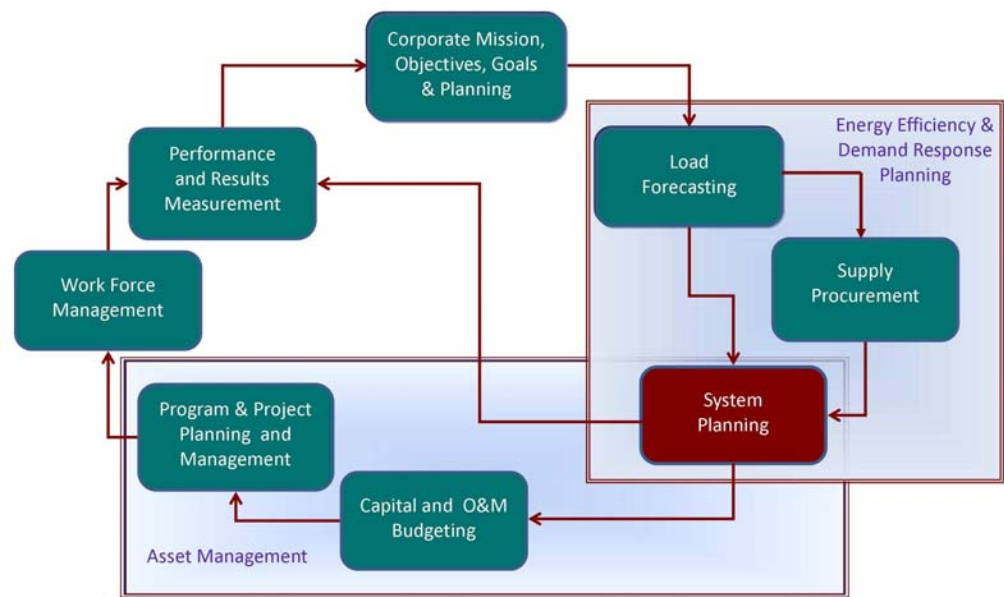 Corporate Mission,
Objectives, Goals
& Planning
Energy Efficiency &
Demand Response
Planning
Performance
and Results
Measurement
Load
Forecasting
Work Force
Management
Supply
Procurement
Program & Project
Planning and
Management
System
Planning
Capital and O&M
Budgeting
Asset Management